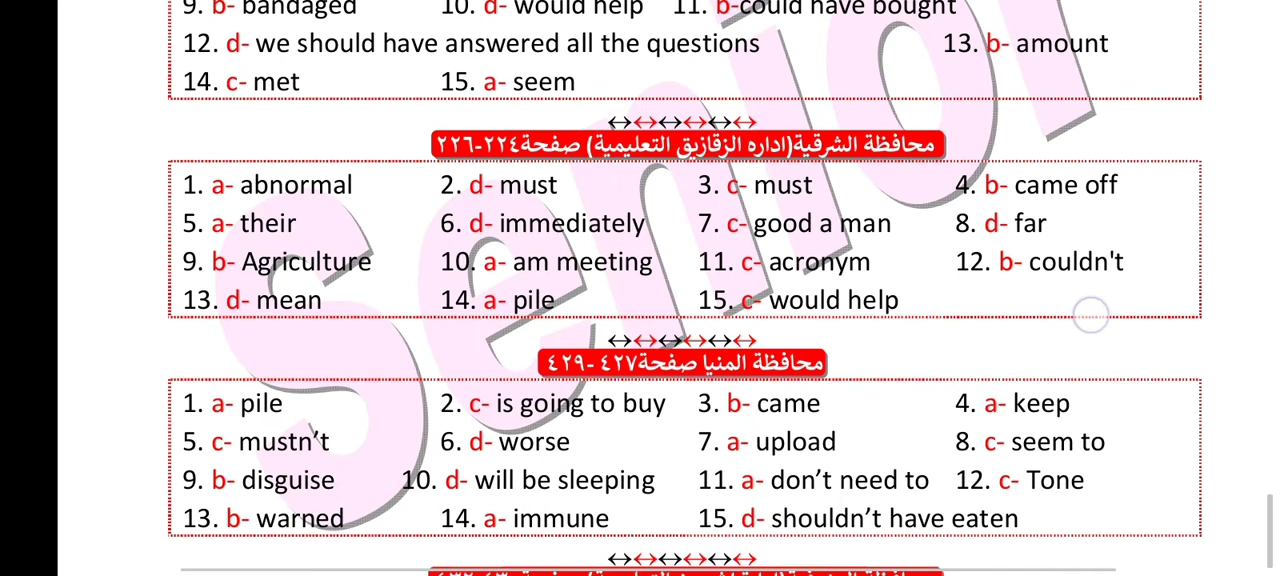 9. b- bandaged 10. d- would help 11. b-could have bought
12. d- we should have answered all the questions 13. b- amount
14. c- met 15. a- seem
محافظة الشرقية(اداره الزقازيق التعليمية) صفحة٢٢٤-٢٢٦
1. a- abnormal 2. d- must 3. c- must 4. b- came off
5. a- their 6. d- immediately 7. c- good a man 8. d- far
9. b- Agriculture 10. a- am meeting 11. c- acronym 12. b- couldn't
13. d- mean 14. a- pile 15. c- would help
محافظة المنيا صفحة٤٢٧- ٤٢٩
1. a- pile 2. c- is going to buy 3. b- came 4. a- keep
5. c- mustn’t 6. d- worse 7. a- upload 8. c- seem to
9. b- disguise 10. d- will be sleeping 11. a- don’t need to 12. c- Tone
13. b- warned 14. a- immune 15. d- shouldn’t have eaten
Senior